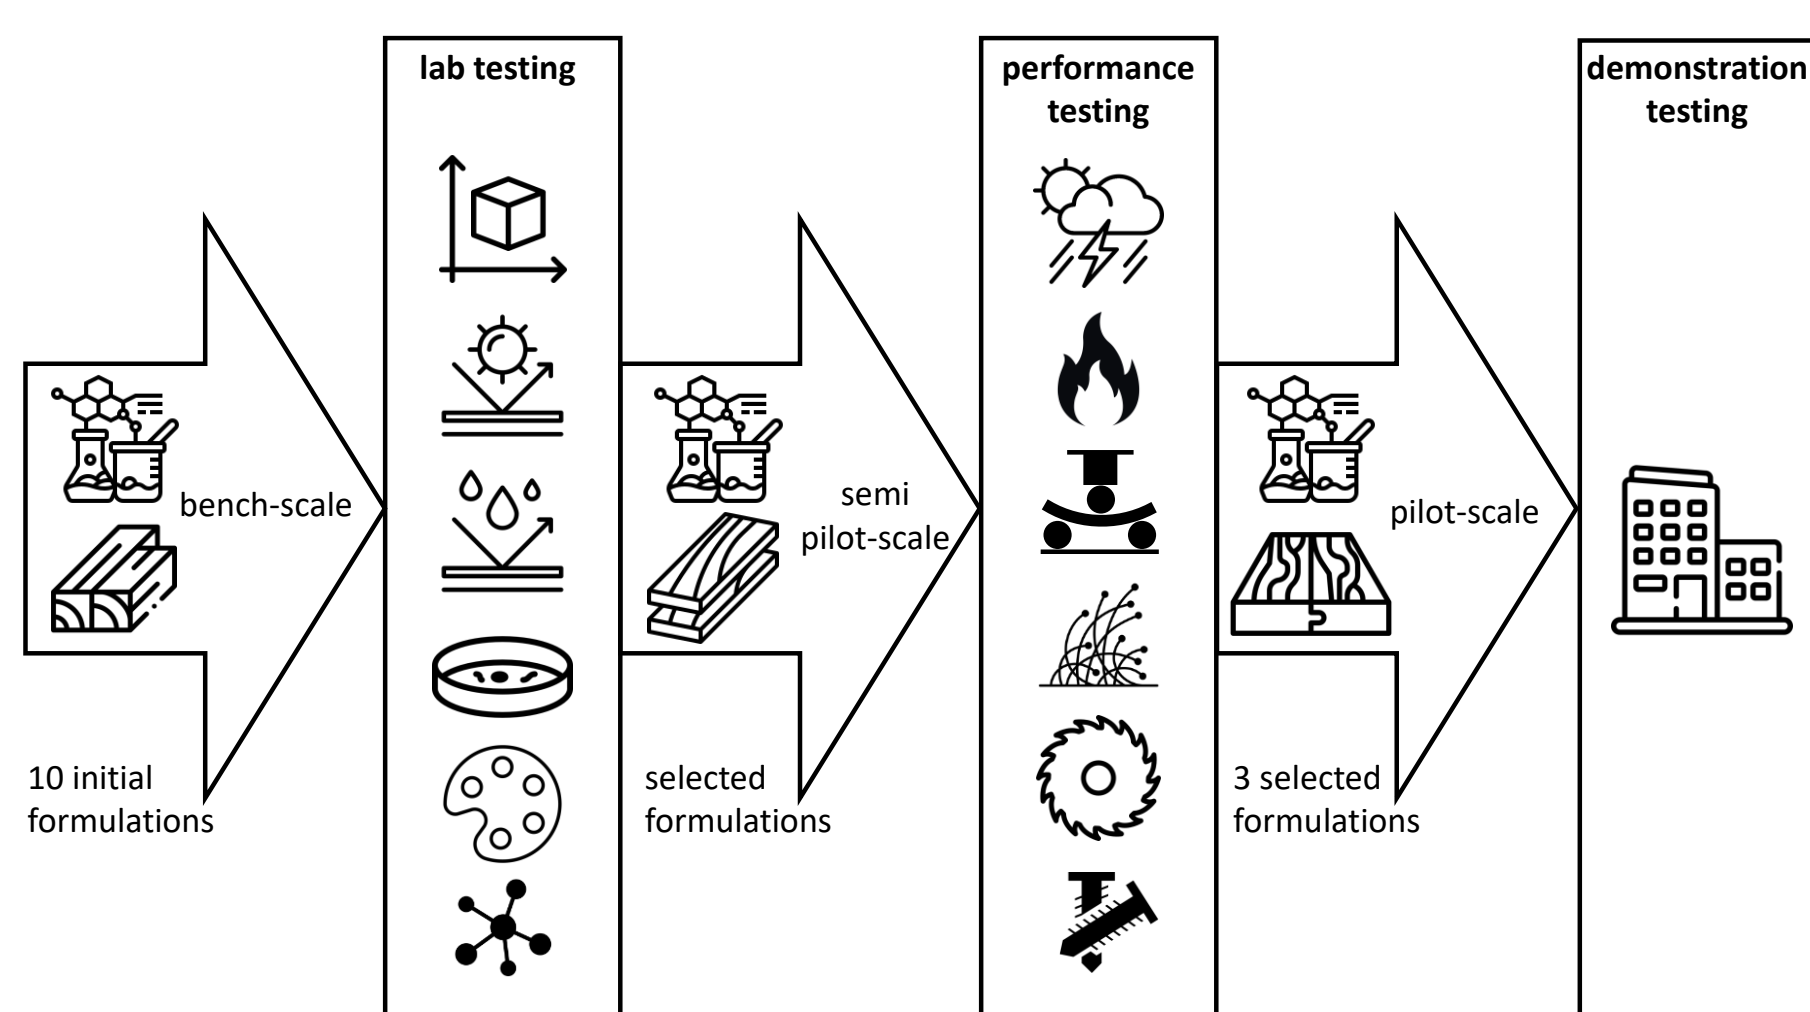 lab testing
performance
testing
demonstration
testing
bench-scale
semi
pilot-scale
pilot-scale
10 initial
formulations
selected
formulations
3 selected
formulations